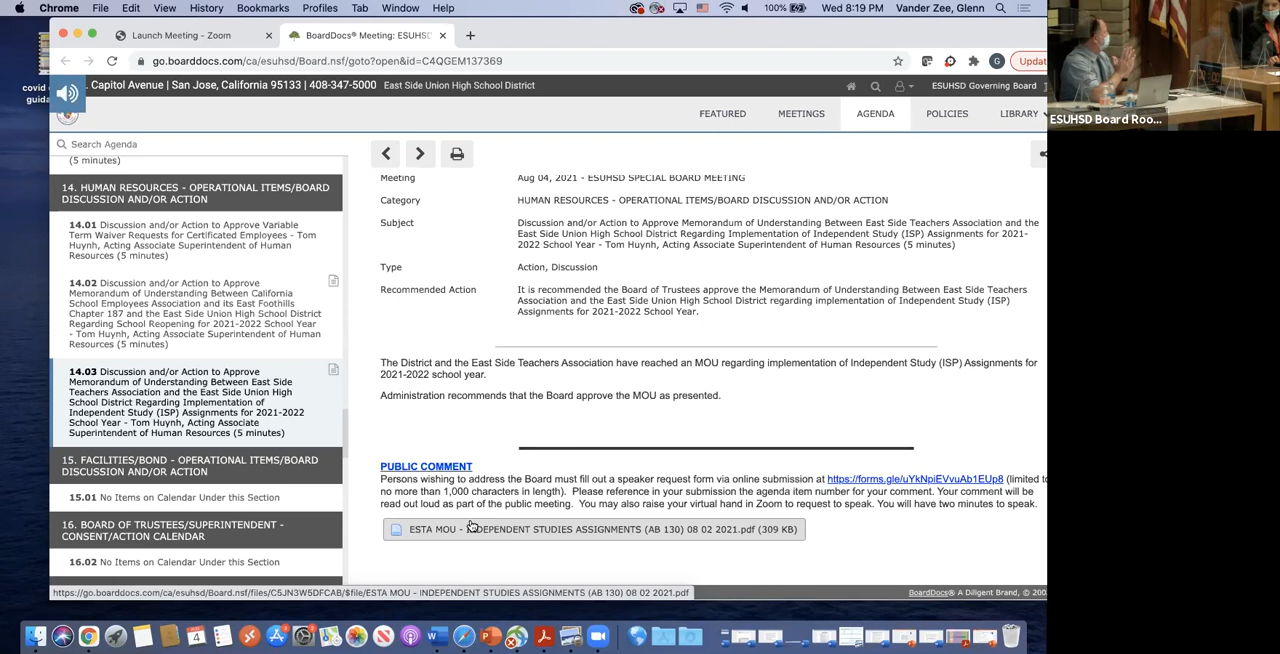 Chrome File Edit View History Bookmarks Profiles Tab Window Help 100% Wed 8:19 PM Vander Zee, Glenn
Launch Meeting - Zoom
BoardDocs® Meeting: ESUHSD
go.boarddocs.com/ca/esuhsd/Board.nsf/goto?open&id=C4QGEM137369
G
covid
guida
. Capitol Avenue | San Jose, California 95133 | 408-347-5000 East Side Union High School District
ESUHSD Governing Board
FEATURED MEETINGS AGENDA POLICIES LIBRARY
ESUHSD Board Roo...
Search Agenda
(5 minutes)
14. HUMAN RESOURCES - OPERATIONAL ITEMS/BOARD
DISCUSSION AND/OR ACTION
14.01 Discussion and/or Action to Approve Variable
Term Waiver Requests for Certificated Employees - Tom
Huynh, Acting Associate Superintendent of Human
Resources (5 minutes)
14.02 Discussion and/or Action to Approve
Memorandum of Understanding Between California
School Employees Association and its East Foothills
Chapter 187 and the East Side Union High School District
Regarding School Reopening for 2021-2022 School Year
- Tom Huynh, Acting Associate Superintendent of Human
Resources (5 minutes)
14.03 Discussion and/or Action to Approve
Memorandum of Understanding Between East Side
Teachers Association and the East Side Union High
School District Regarding Implementation of
Independent Study (ISP) Assignments for 2021-2022
School Year - Tom Huynh, Acting Associate
Superintendent of Human Resources (5 minutes)
15. FACILITIES/BOND - OPERATIONAL ITEMS/BOARD
DISCUSSION AND/OR ACTION
15.01 No Items on Calendar Under this Section
16. BOARD OF TRUSTEES/SUPERINTENDENT -
CONSENT/ACTION CALENDAR
16.02 No Items on Calendar Under this Section
Meeting Aug 04, 2021 - ESUHSD SPECIAL BOARD MEETING
Category HUMAN RESOURCES - OPERATIONAL ITEMS/BOARD DISCUSSION AND/OR ACTION
Subject Discussion and/or Action to Approve Memorandum of Understanding Between East Side Teachers Association and the
East Side Union High School District Regarding Implementation of Independent Study (ISP) Assignments for 2021-
2022 School Year - Tom Huynh, Acting Associate Superintendent of Human Resources (5 minutes)
Type Action, Discussion
Recommended Action It is recommended the Board of Trustees approve the Memorandum of Understanding Between East Side Teachers
Association and the East Side Union High School District regarding implementation of Independent Study (ISP)
Assignments for 2021-2022 School Year.
The District and the East Side Teachers Association have reached an MOU regarding implementation of Independent Study (ISP) Assignments for
2021-2022 school year.
Administration recommends that the Board approve the MOU as presented.
PUBLIC COMMENT
Persons wishing to address the Board must fill out a speaker request form via online submission at https://forms.gle/uYkNpiEVvuAb1EUp8 (limited to
no more than 1,000 characters in length). Please reference in your submission the agenda item number for your comment. Your comment will be
read out loud as part of the public meeting. You may also raise your virtual hand in Zoom to request to speak. You will have two minutes to speak.
ESTA MOU - INDEPENDENT STUDIES ASSIGNMENTS (AB 130) 08 02 2021.pdf (309 KB)
https://go.boarddocs.com/ca/esuhsd/Board.nsf/files/C5JN3W5DFCAB/$file/ESTA MOU - INDEPENDENT STUDIES ASSIGNMENTS (AB 130) 08 02 2021.pdf
BoardDocs® A Diligent Brand, © 200